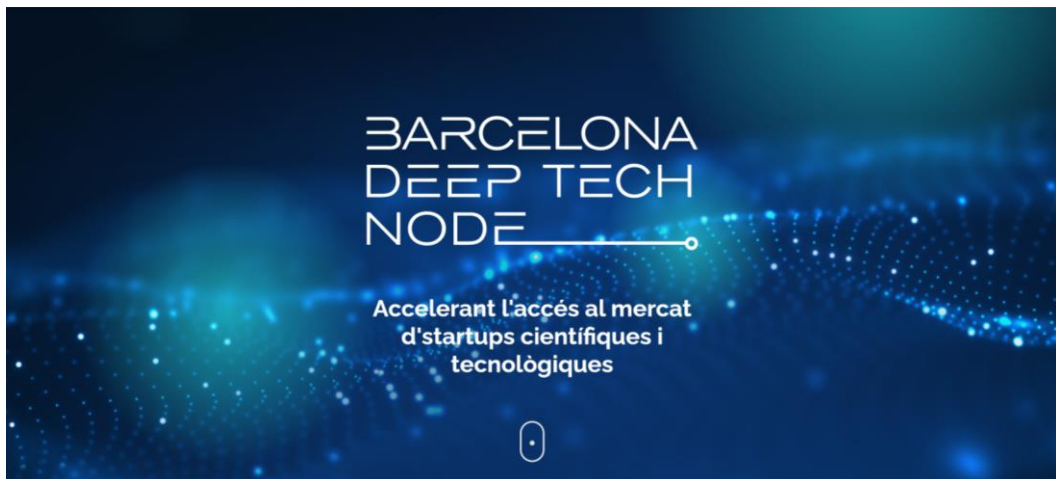 BARCELONA
DEEP TECH
NODE
Accelerant l'accés al mercat
d'startups científiques i
tecnològiques